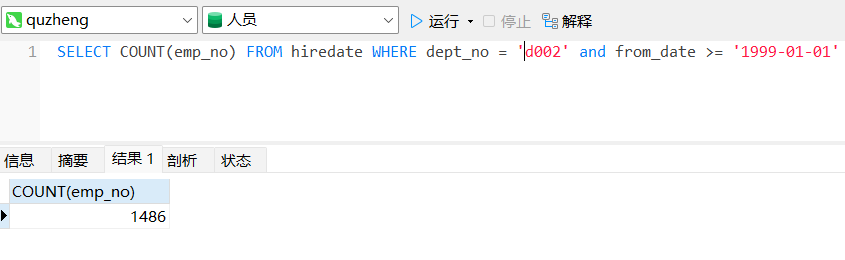 quzheng 人员 运行 停止 解释
1 SELECT COUNT(emp_no) FROM hiredate WHERE dept_no = 'd002' and from_date >= '1999-01-01'
信息 摘要 结果 1 剖析 状态
COUNT(emp_no)
1486